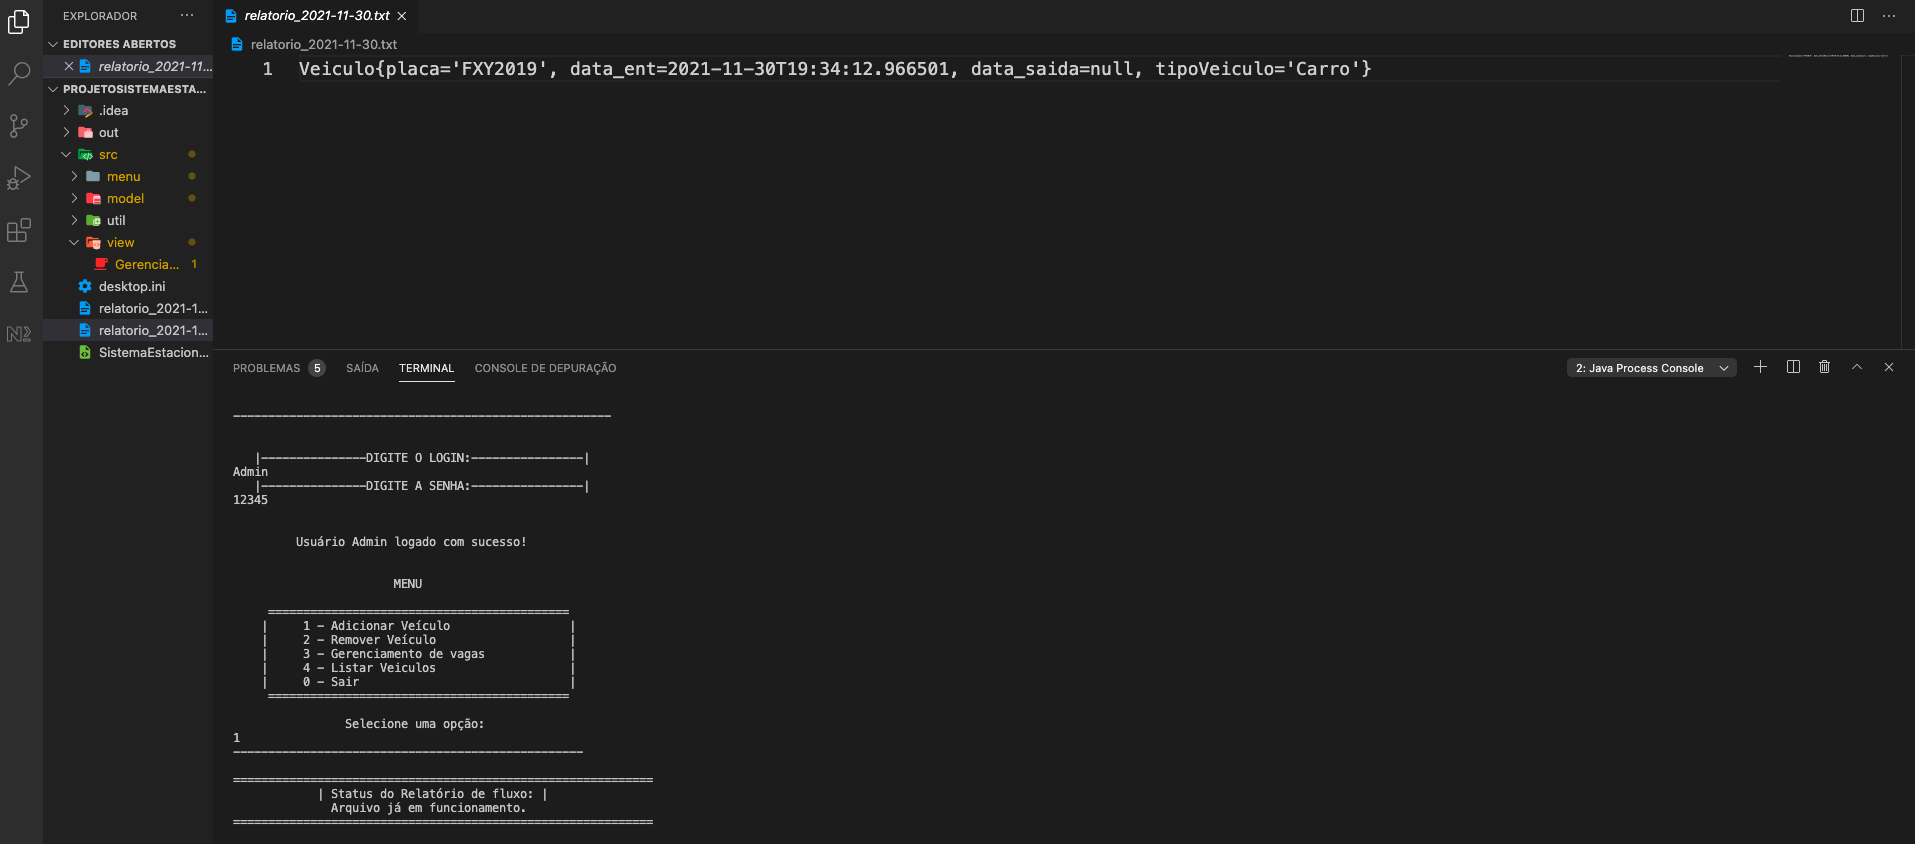 EXPLORADOR
EDITORES ABERTOS
relatorio_2021-11...
PROJETOSISTEMAESTA...
.idea
out
src
menu
model
util
view
Gerencia... 1
desktop.ini
relatorio_2021-1...
relatorio_2021-1...
SistemaEstacion...
relatorio_2021-11-30.txt
relatorio_2021-11-30.txt
1 Veiculo{placa='FXY2019', data_ent=2021-11-30T19:34:12.966501, data_saida=null, tipoVeiculo='Carro'}
PROBLEMAS 5 SAÍDA TERMINAL CONSOLE DE DEPURAÇÃO 2: Java Process Console
------------------------------------------------------
|---------------DIGITE O LOGIN:----------------|
Admin
|---------------DIGITE A SENHA:----------------|
12345
Usuário Admin logado com sucesso!
MENU
===========================================
| 1 - Adicionar Veículo |
| 2 - Remover Veículo |
| 3 - Gerenciamento de vagas |
| 4 - Listar Veiculos |
| 0 - Sair |
===========================================
Selecione uma opção:
1
--------------------------------------------------
============================================================
| Status do Relatório de fluxo: |
Arquivo já em funcionamento.
============================================================